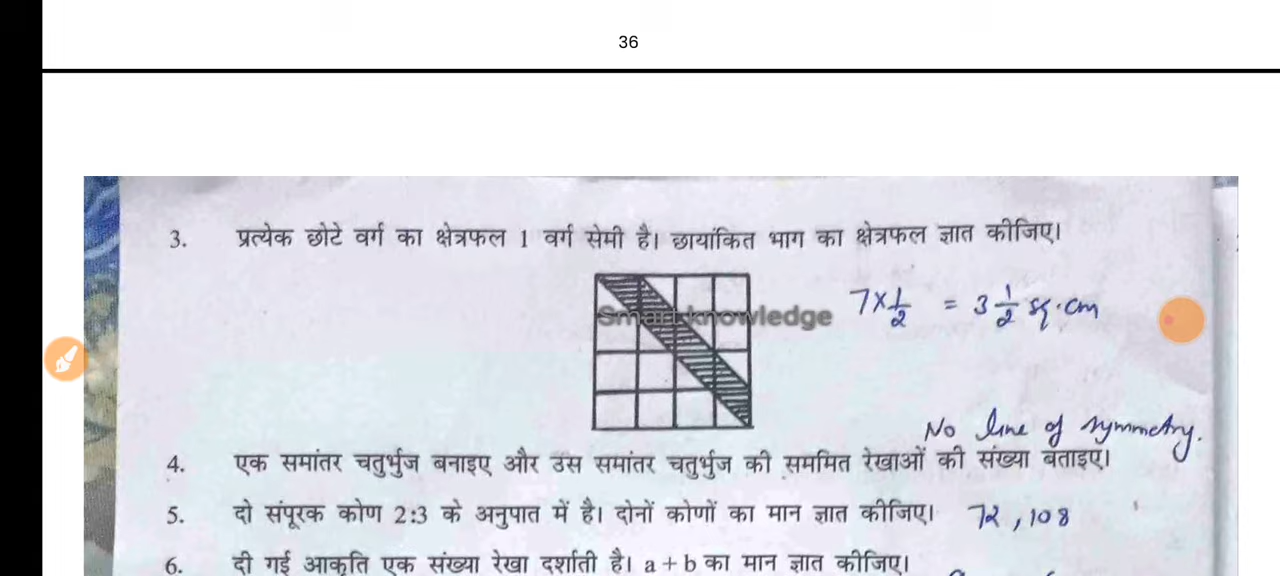 36
3. प्रत्येक छोटे वर्ग का क्षेत्रफल 1 वर्ग सेमी है। छायांकित भाग का क्षेत्रफल ज्ञात कीजिए।
Smart knowledge
7 × 1/2 = 3 1/2 sq. cm
No line of symmetry.
4. एक समांतर चतुर्भुज बनाइए और उस समांतर चतुर्भुज की सममित रेखाओं की संख्या बताइए।
5. दो संपूरक कोण 2:3 के अनुपात में है। दोनों कोणों का मान ज्ञात कीजिए। 72, 108
6. दी गई आकृति एक संख्या रेखा दर्शाती है। a + b का मान ज्ञात कीजिए।